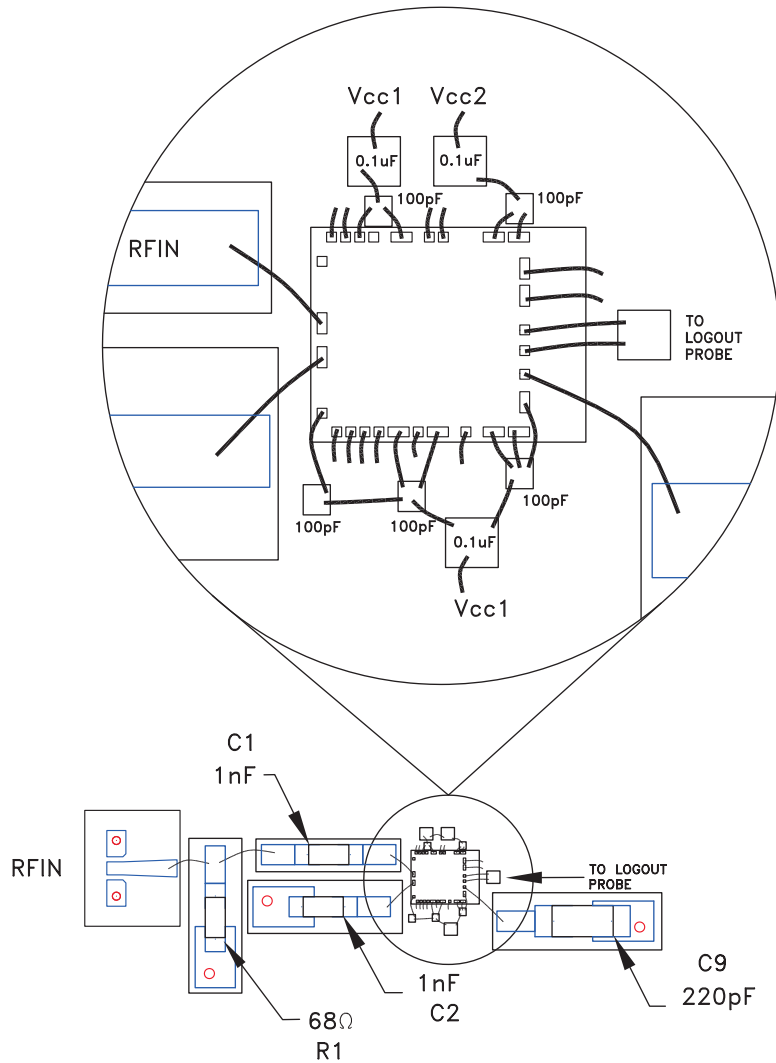 Vcc1
Vcc2
0.1uF
0.1uF
100pF
100pF
RFIN
TO
LOGOUT
PROBE
100pF
100pF
100pF
0.1uF
Vcc1
C1
1nF
RFIN
TO LOGOUT
PROBE
1nF
C2
C9
220pF
68Ω
R1